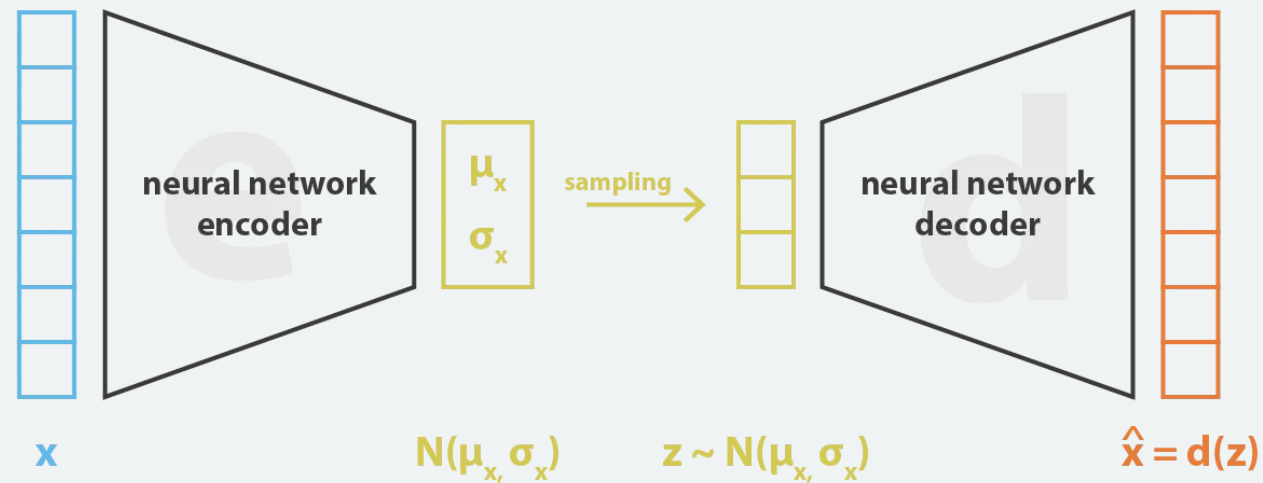 e
neural network
encoder
μₓ
σₓ
sampling
d
neural network
decoder
x
N(μₓ, σₓ)
z ~ N(μₓ, σₓ)
x̂ = d(z)